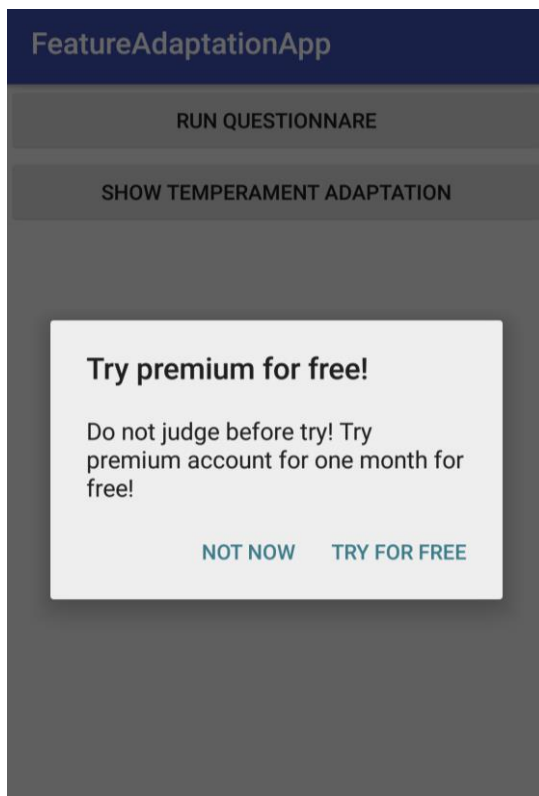 FeatureAdaptationApp
RUN QUESTIONNARE
SHOW TEMPERAMENT ADAPTATION
Try premium for free!
Do not judge before try! Try
premium account for one month for
free!
NOT NOW TRY FOR FREE